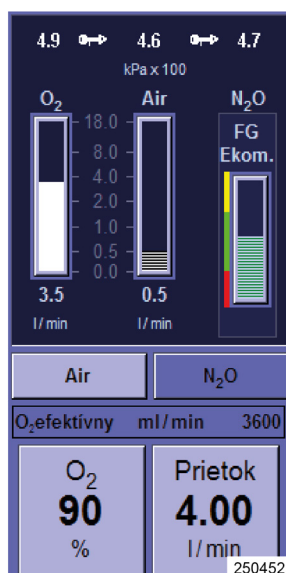 4.9 4.6 4.7
kPa x 100
O₂ Air N₂O
18.0
8.0
4.0
2.0
1.0
0.5
0.0
FG
Ekom.
3.5 0.5
l/min l/min
Air N₂O
O₂efektívny ml/min 3600
O₂ Prietok
90 4.00
% l/min
250452